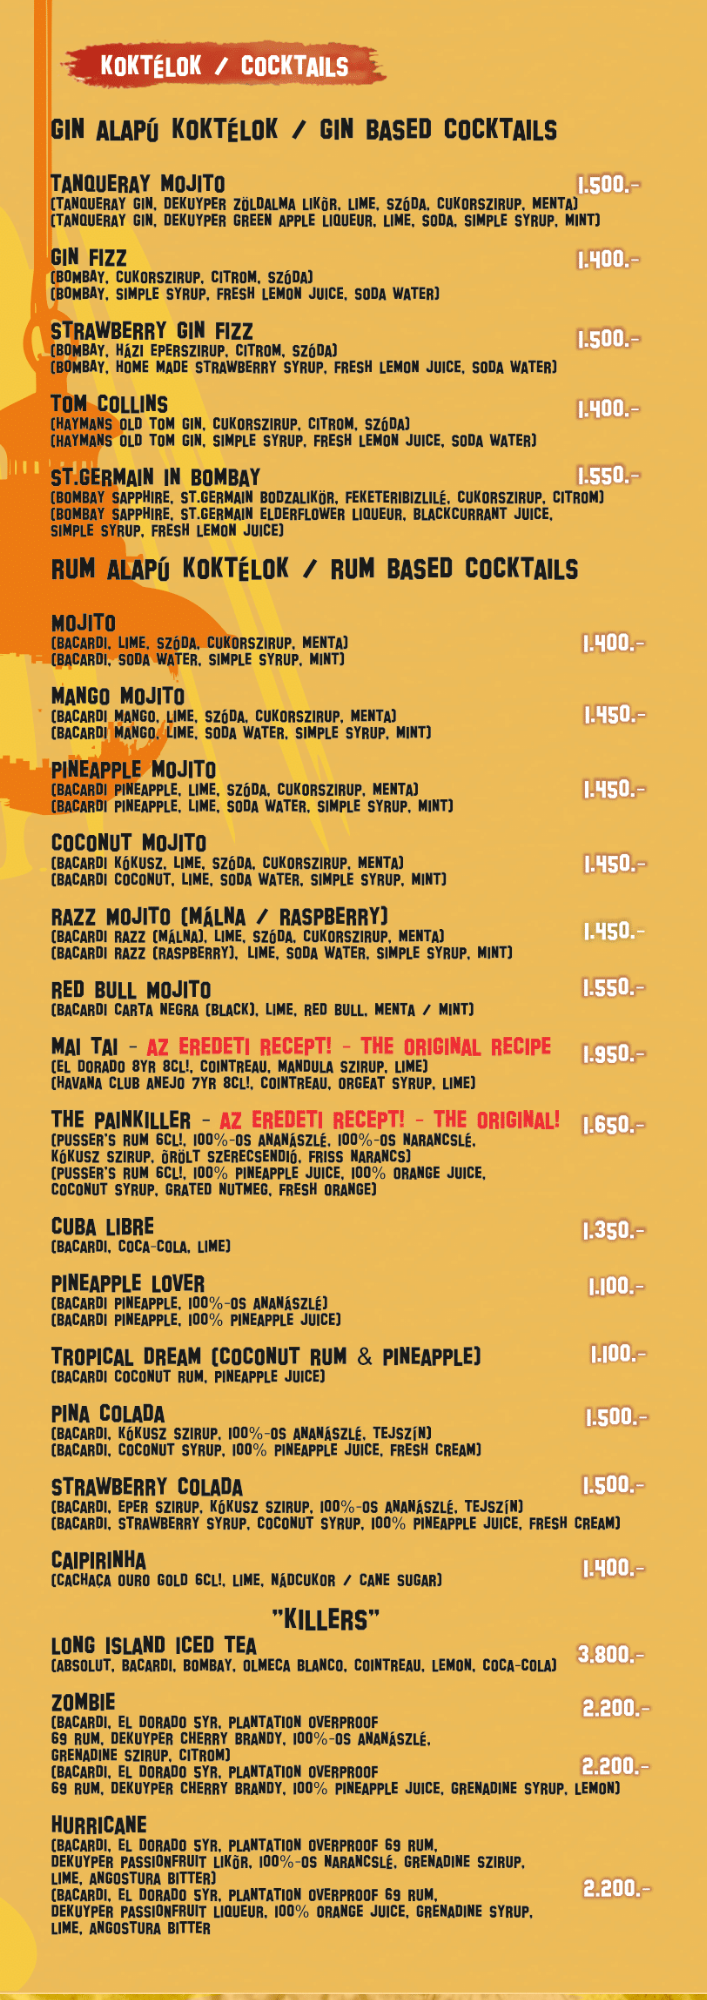 KOKTÉLOK / COCKTAILS
GIN ALAPÚ KOKTÉLOK / GIN BASED COCKTAILS
TANQUERAY MOJITO 1.500.-
(TANQUERAY GIN, DEKUYPER ZÖLDALMA LIKŐR, LIME, SZÓDA, CUKORSZIRUP, MENTA)
(TANQUERAY GIN, DEKUYPER GREEN APPLE LIQUEUR, LIME, SODA, SIMPLE SYRUP, MINT)
GIN FIZZ 1.400.-
(BOMBAY, CUKORSZIRUP, CITROM, SZÓDA)
(BOMBAY, SIMPLE SYRUP, FRESH LEMON JUICE, SODA WATER)
STRAWBERRY GIN FIZZ 1.500.-
(BOMBAY, HÁZI EPERSZIRUP, CITROM, SZÓDA)
(BOMBAY, HOME MADE STRAWBERRY SYRUP, FRESH LEMON JUICE, SODA WATER)
TOM COLLINS 1.400.-
(HAYMANS OLD TOM GIN, CUKORSZIRUP, CITROM, SZÓDA)
(HAYMANS OLD TOM GIN, SIMPLE SYRUP, FRESH LEMON JUICE, SODA WATER)
ST.GERMAIN IN BOMBAY 1.550.-
(BOMBAY SAPPHIRE, ST.GERMAIN BODZALIKŐR, FEKETERIBIZLILÉ, CUKORSZIRUP, CITROM)
(BOMBAY SAPPHIRE, ST.GERMAIN ELDERFLOWER LIQUEUR, BLACKCURRANT JUICE,
SIMPLE SYRUP, FRESH LEMON JUICE)
RUM ALAPÚ KOKTÉLOK / RUM BASED COCKTAILS
MOJITO
(BACARDI, LIME, SZÓDA, CUKORSZIRUP, MENTA) 1.400.-
(BACARDI, SODA WATER, SIMPLE SYRUP, MINT)
MANGO MOJITO
(BACARDI MANGO, LIME, SZÓDA, CUKORSZIRUP, MENTA) 1.450.-
(BACARDI MANGO, LIME, SODA WATER, SIMPLE SYRUP, MINT)
PINEAPPLE MOJITO
(BACARDI PINEAPPLE, LIME, SZÓDA, CUKORSZIRUP, MENTA) 1.450.-
(BACARDI PINEAPPLE, LIME, SODA WATER, SIMPLE SYRUP, MINT)
COCONUT MOJITO
(BACARDI KÓKUSZ, LIME, SZÓDA, CUKORSZIRUP, MENTA) 1.450.-
(BACARDI COCONUT, LIME, SODA WATER, SIMPLE SYRUP, MINT)
RAZZ MOJITO (MÁLNA / RASPBERRY)
(BACARDI RAZZ (MÁLNA), LIME, SZÓDA, CUKORSZIRUP, MENTA) 1.450.-
(BACARDI RAZZ (RASPBERRY), LIME, SODA WATER, SIMPLE SYRUP, MINT)
RED BULL MOJITO 1.550.-
(BACARDI CARTA NEGRA (BLACK), LIME, RED BULL, MENTA / MINT)
MAI TAI - AZ EREDETI RECEPT! - THE ORIGINAL RECIPE 1.950.-
(EL DORADO 8YR 8CL!, COINTREAU, MANDULA SZIRUP, LIME)
(HAVANA CLUB ANEJO 7YR 8CL!, COINTREAU, ORGEAT SYRUP, LIME)
THE PAINKILLER - AZ EREDETI RECEPT! - THE ORIGINAL! 1.650.-
(PUSSER'S RUM 6CL!, 100%-OS ANANÁSZLÉ, 100%-OS NARANCSLÉ,
KÓKUSZ SZIRUP, ŐRÖLT SZERECSENDIÓ, FRISS NARANCS)
(PUSSER'S RUM 6CL!, 100% PINEAPPLE JUICE, 100% ORANGE JUICE,
COCONUT SYRUP, GRATED NUTMEG, FRESH ORANGE)
CUBA LIBRE 1.350.-
(BACARDI, COCA-COLA, LIME)
PINEAPPLE LOVER 1.100.-
(BACARDI PINEAPPLE, 100%-OS ANANÁSZLÉ)
(BACARDI PINEAPPLE, 100% PINEAPPLE JUICE)
TROPICAL DREAM (COCONUT RUM & PINEAPPLE) 1.100.-
(BACARDI COCONUT RUM, PINEAPPLE JUICE)
PINA COLADA 1.500.-
(BACARDI, KÓKUSZ SZIRUP, 100%-OS ANANÁSZLÉ, TEJSZÍN)
(BACARDI, COCONUT SYRUP, 100% PINEAPPLE JUICE, FRESH CREAM)
STRAWBERRY COLADA 1.500.-
(BACARDI, EPER SZIRUP, KÓKUSZ SZIRUP, 100%-OS ANANÁSZLÉ, TEJSZÍN)
(BACARDI, STRAWBERRY SYRUP, COCONUT SYRUP, 100% PINEAPPLE JUICE, FRESH CREAM)
CAIPIRINHA 1.400.-
(CACHAÇA OURO GOLD 6CL!, LIME, NÁDCUKOR / CANE SUGAR)
"KILLERS"
LONG ISLAND ICED TEA 3.800.-
(ABSOLUT, BACARDI, BOMBAY, OLMECA BLANCO, COINTREAU, LEMON, COCA-COLA)
ZOMBIE 2.200.-
(BACARDI, EL DORADO 5YR, PLANTATION OVERPROOF
69 RUM, DEKUYPER CHERRY BRANDY, 100%-OS ANANÁSZLÉ,
GRENADINE SZIRUP, CITROM)
(BACARDI, EL DORADO 5YR, PLANTATION OVERPROOF 2.200.-
69 RUM, DEKUYPER CHERRY BRANDY, 100% PINEAPPLE JUICE, GRENADINE SYRUP, LEMON)
HURRICANE
(BACARDI, EL DORADO 5YR, PLANTATION OVERPROOF 69 RUM,
DEKUYPER PASSIONFRUIT LIKŐR, 100%-OS NARANCSLÉ, GRENADINE SZIRUP,
LIME, ANGOSTURA BITTER)
(BACARDI, EL DORADO 5YR, PLANTATION OVERPROOF 69 RUM, 2.200.-
DEKUYPER PASSIONFRUIT LIQUEUR, 100% ORANGE JUICE, GRENADINE SYRUP,
LIME, ANGOSTURA BITTER